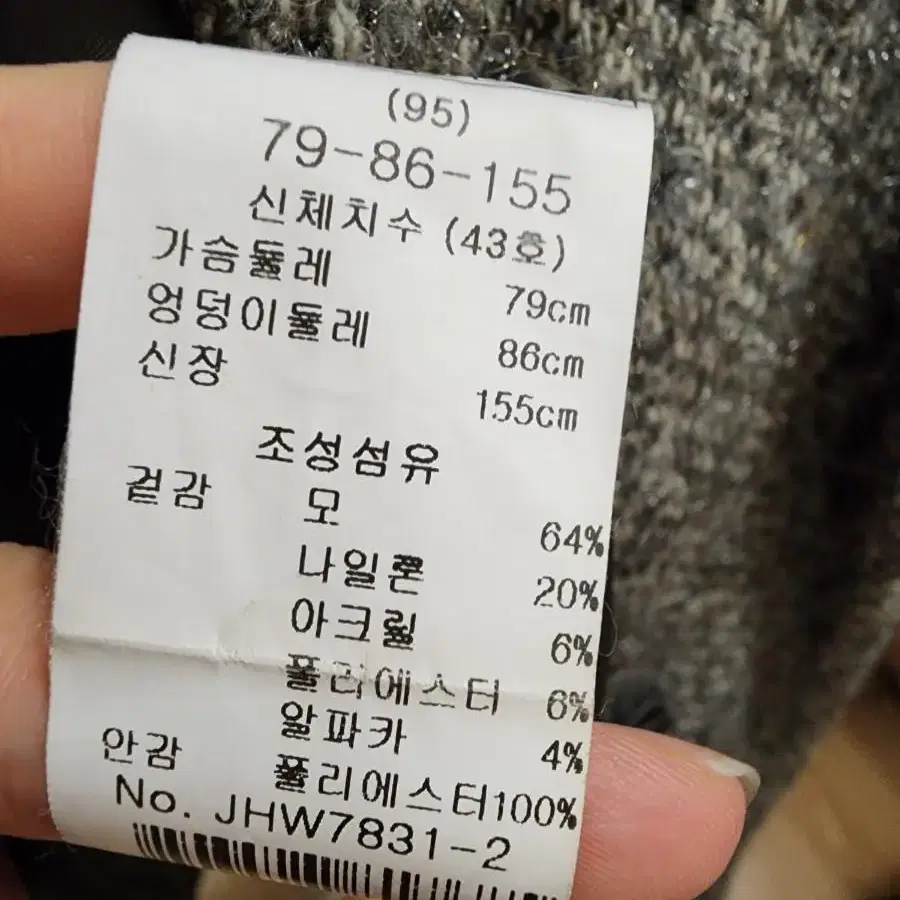 (95)
79-86-155
신체치수 (43호)
가슴둘레 79cm
엉덩이둘레 86cm
신장 155cm
조성섬유
겉감 모 64%
나일론 20%
아크릴 6%
폴리에스터 6%
알파카 4%
안감 폴리에스터100%
No. JHW7831-2